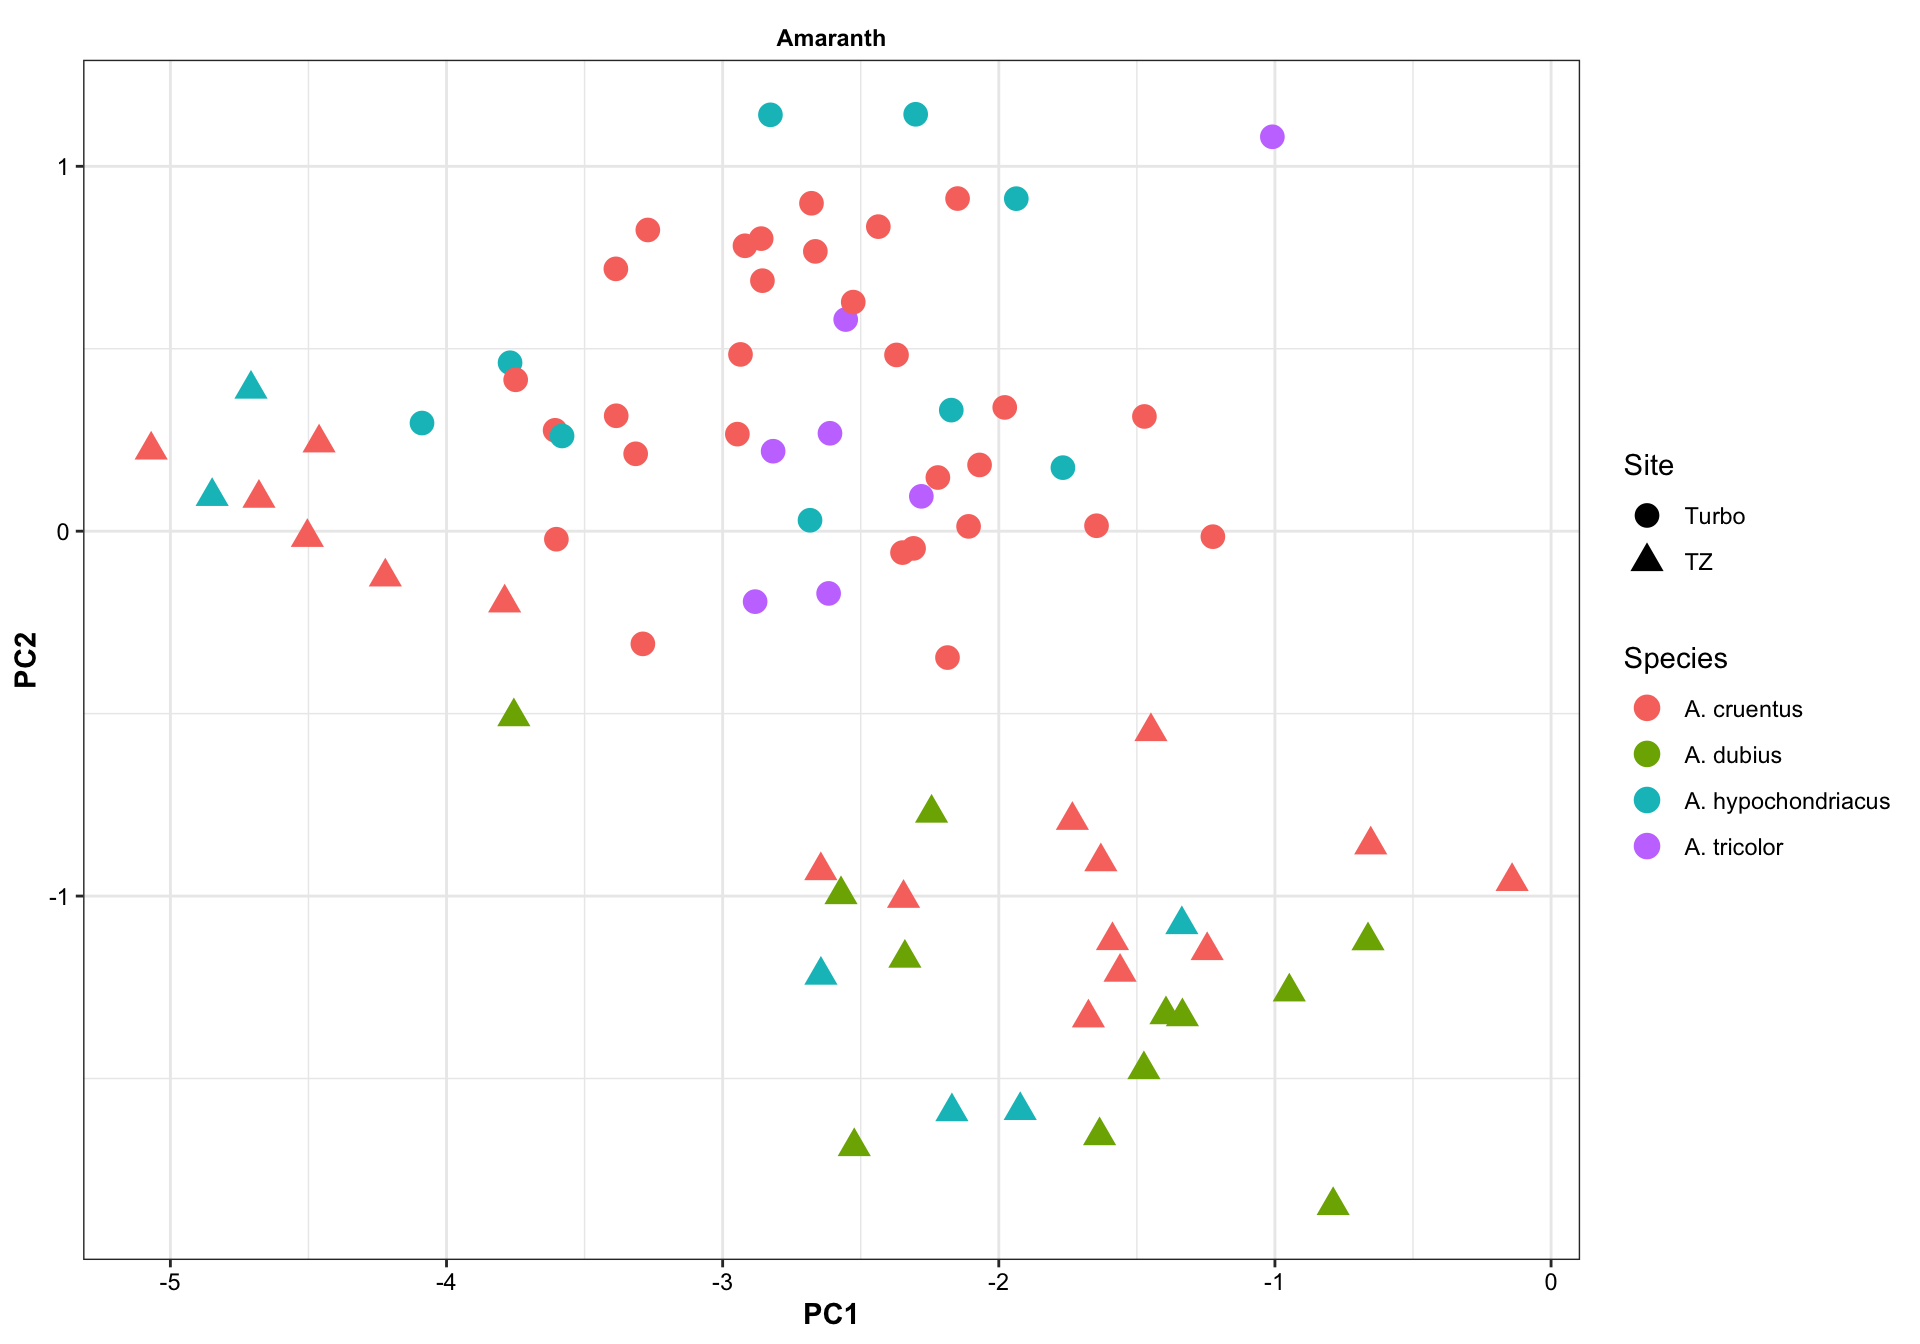 Amaranth
1
0
-1
PC2
-5
-4
-3
-2
-1
0
PC1
Site
Turbo
TZ
Species
A. cruentus
A. dubius
A. hypochondriacus
A. tricolor